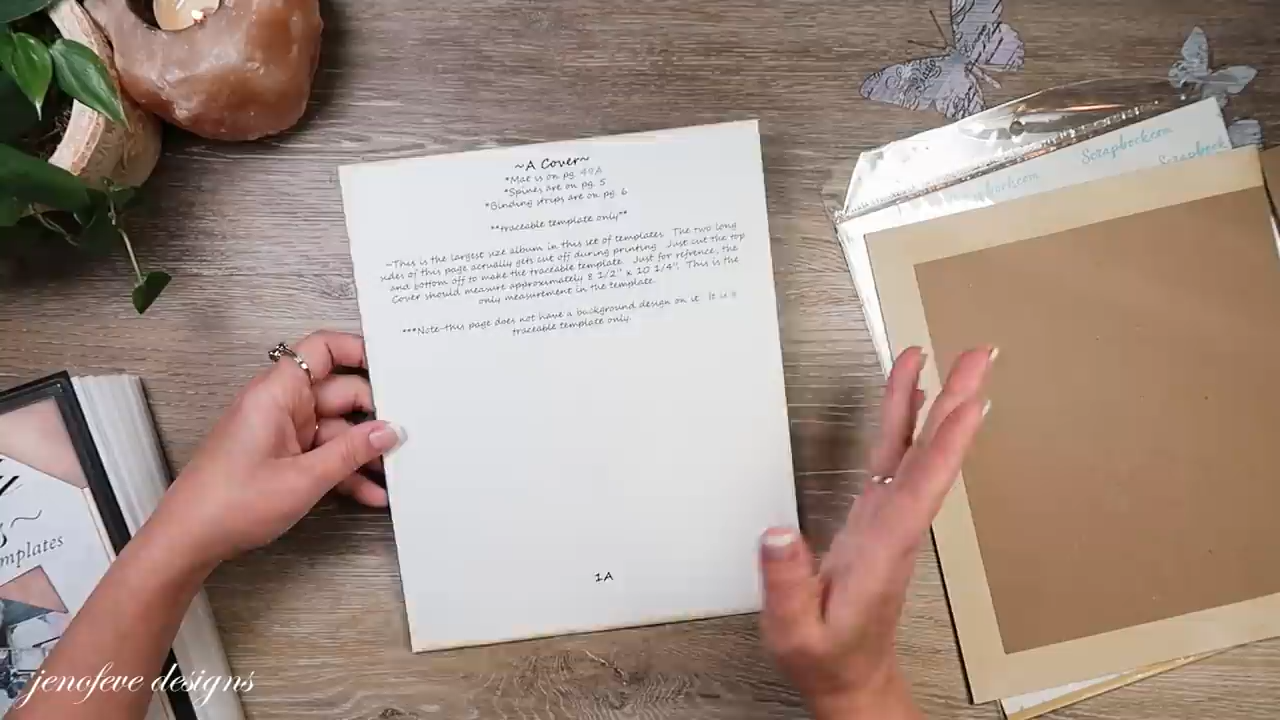 ~A Cover~
*Mat is on pg. 49A
*Spines are on pg. 5
*Binding strips are on pg. 6
**traceable template only**
~This is the largest size album in this set of templates. The two long
sides of this page actually gets cut off during printing. Just cut the top
and bottom off to make the traceable template. Just for refrence, the
Cover should measure approximately 8 1/2" x 10 1/4". This is the
only measurement in the template.
***Note-this page does not have a background design on it. It is a
traceable template only.
1A
Scrapbook.com
Scrapbook.com
mplates
jenofeve designs